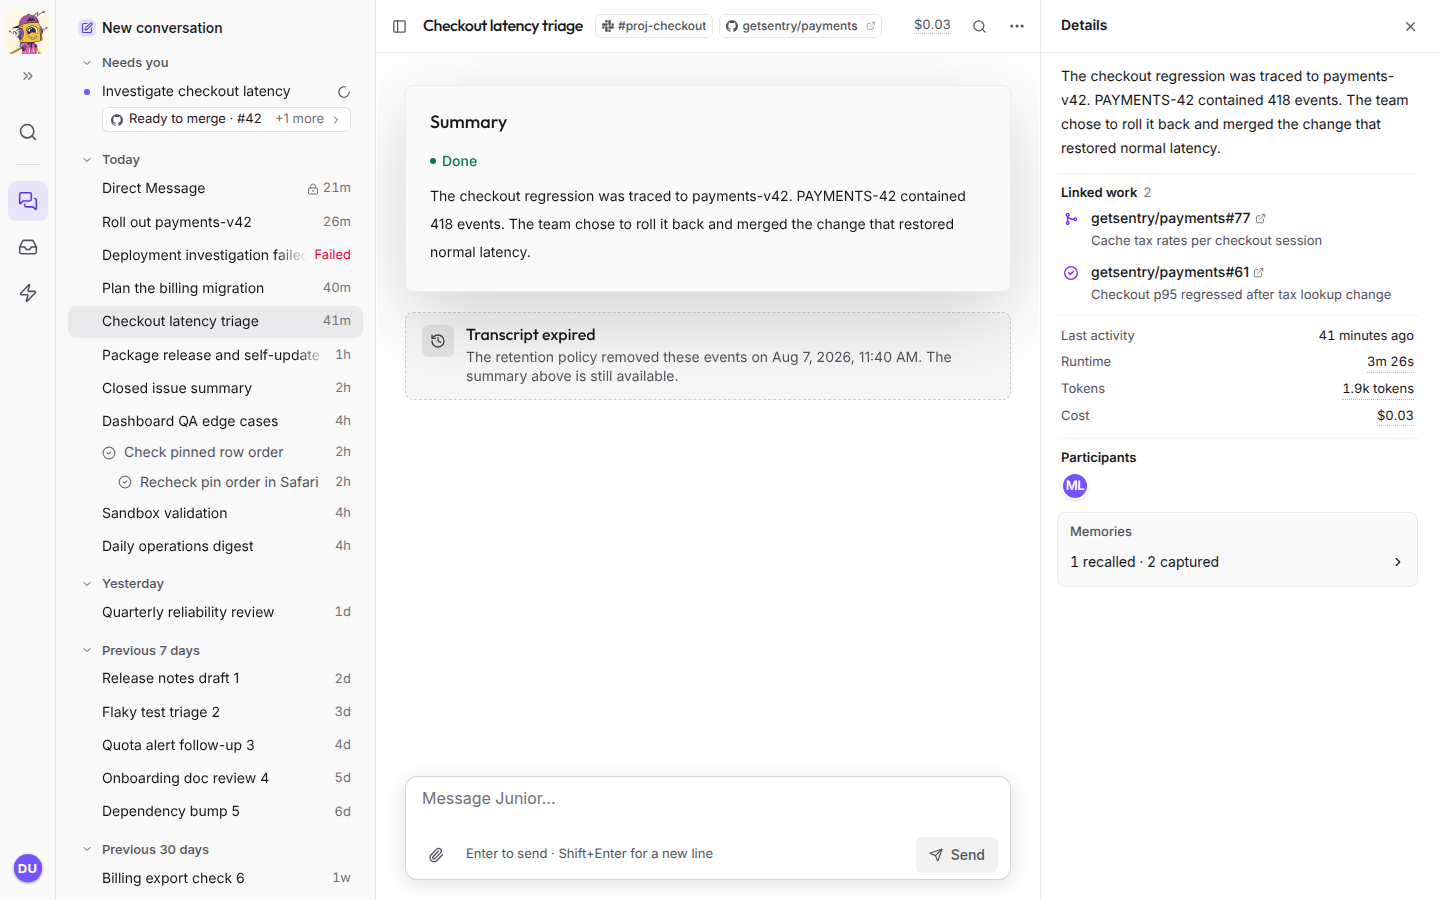 New conversation
Needs you
Investigate checkout latency
Ready to merge · #42 +1 more
Today
Direct Message 21m
Roll out payments-v42 26m
Deployment investigation failed Failed
Plan the billing migration 40m
Checkout latency triage 41m
Package release and self-update 1h
Closed issue summary 2h
Dashboard QA edge cases 4h
Check pinned row order 2h
Recheck pin order in Safari 2h
Sandbox validation 4h
Daily operations digest 4h
Yesterday
Quarterly reliability review 1d
Previous 7 days
Release notes draft 1 2d
Flaky test triage 2 3d
Quota alert follow-up 3 4d
Onboarding doc review 4 5d
Dependency bump 5 6d
Previous 30 days
Billing export check 6 1w
DU
Checkout latency triage #proj-checkout getsentry/payments $0.03
Summary
Done
The checkout regression was traced to payments-v42. PAYMENTS-42 contained
418 events. The team chose to roll it back and merged the change that restored
normal latency.
Transcript expired
The retention policy removed these events on Aug 7, 2026, 11:40 AM. The
summary above is still available.
Message Junior...
Enter to send · Shift+Enter for a new line
Send
Details
The checkout regression was traced to payments-
v42. PAYMENTS-42 contained 418 events. The team
chose to roll it back and merged the change that
restored normal latency.
Linked work 2
getsentry/payments#77
Cache tax rates per checkout session
getsentry/payments#61
Checkout p95 regressed after tax lookup change
Last activity 41 minutes ago
Runtime 3m 26s
Tokens 1.9k tokens
Cost $0.03
Participants
ML
Memories
1 recalled · 2 captured